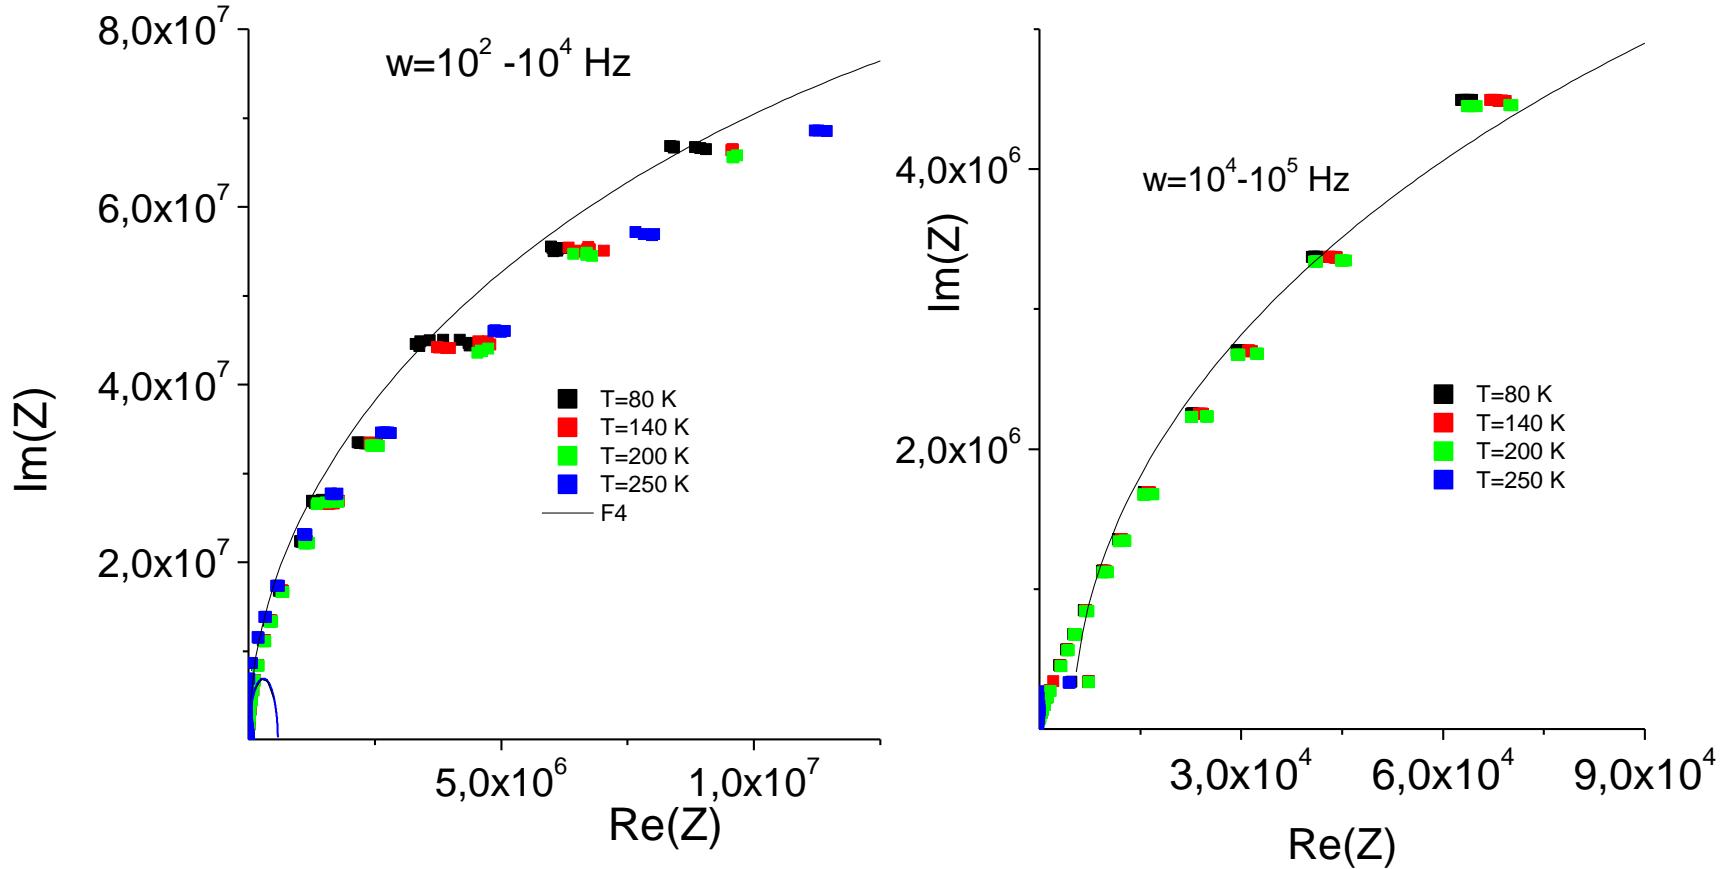 8,0x10^7
w=10^2 -10^4 Hz
6,0x10^7
4,0x10^7
2,0x10^7
Im(Z)
T=80 K
T=140 K
T=200 K
T=250 K
F4
5,0x10^6
1,0x10^7
Re(Z)
4,0x10^6
w=10^4-10^5 Hz
2,0x10^6
Im(Z)
T=80 K
T=140 K
T=200 K
T=250 K
3,0x10^4
6,0x10^4
9,0x10^4
Re(Z)